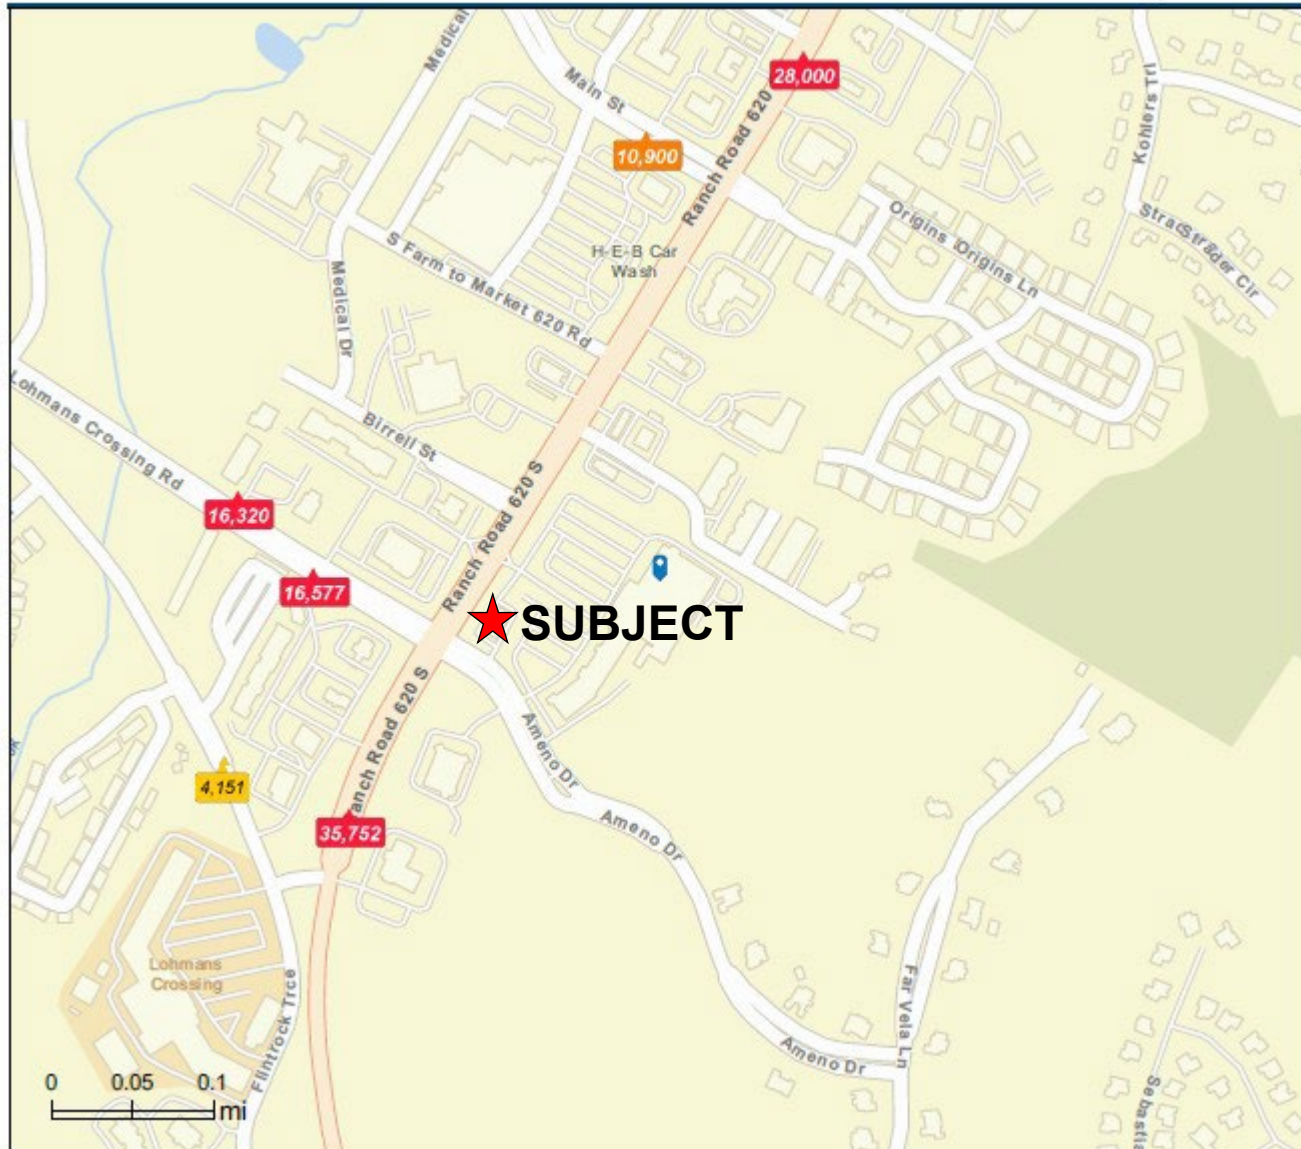 Medical
28,000
Main St
10,900
Ranch Road 620
Kohlers Trl
Origins
Origins Ln
Strader Cir
H-E-B Car
Wash
S Farm to Market 620 Rd
Medical Dr
Lohmans Crossing Rd
Birrell St
Ranch Road 620 S
16,320
16,577
SUBJECT
Ranch Road 620 S
Ameno Dr
4,151
35,752
Ameno Dr
Lohmans
Crossing
Far Vela Ln
Flintrock Trce
Ameno Dr
Sebastia
0 0.05 0.1
mi